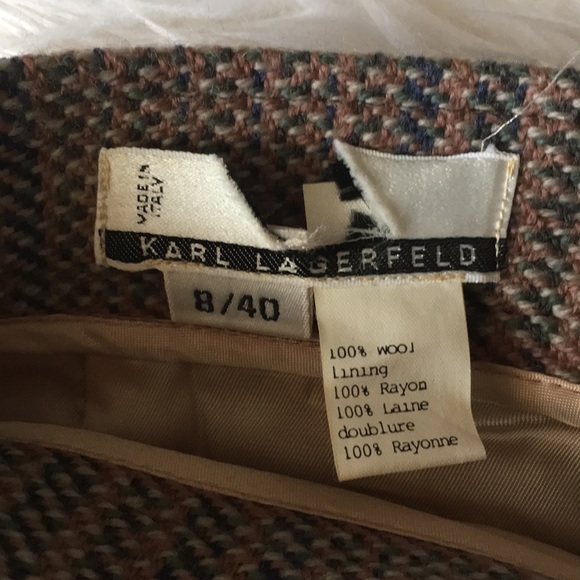 MADE IN
ITALY
KARL LAGERFELD
8/40
100% wool
lining
100% Rayon
100% Laine
doublure
100% Rayonne